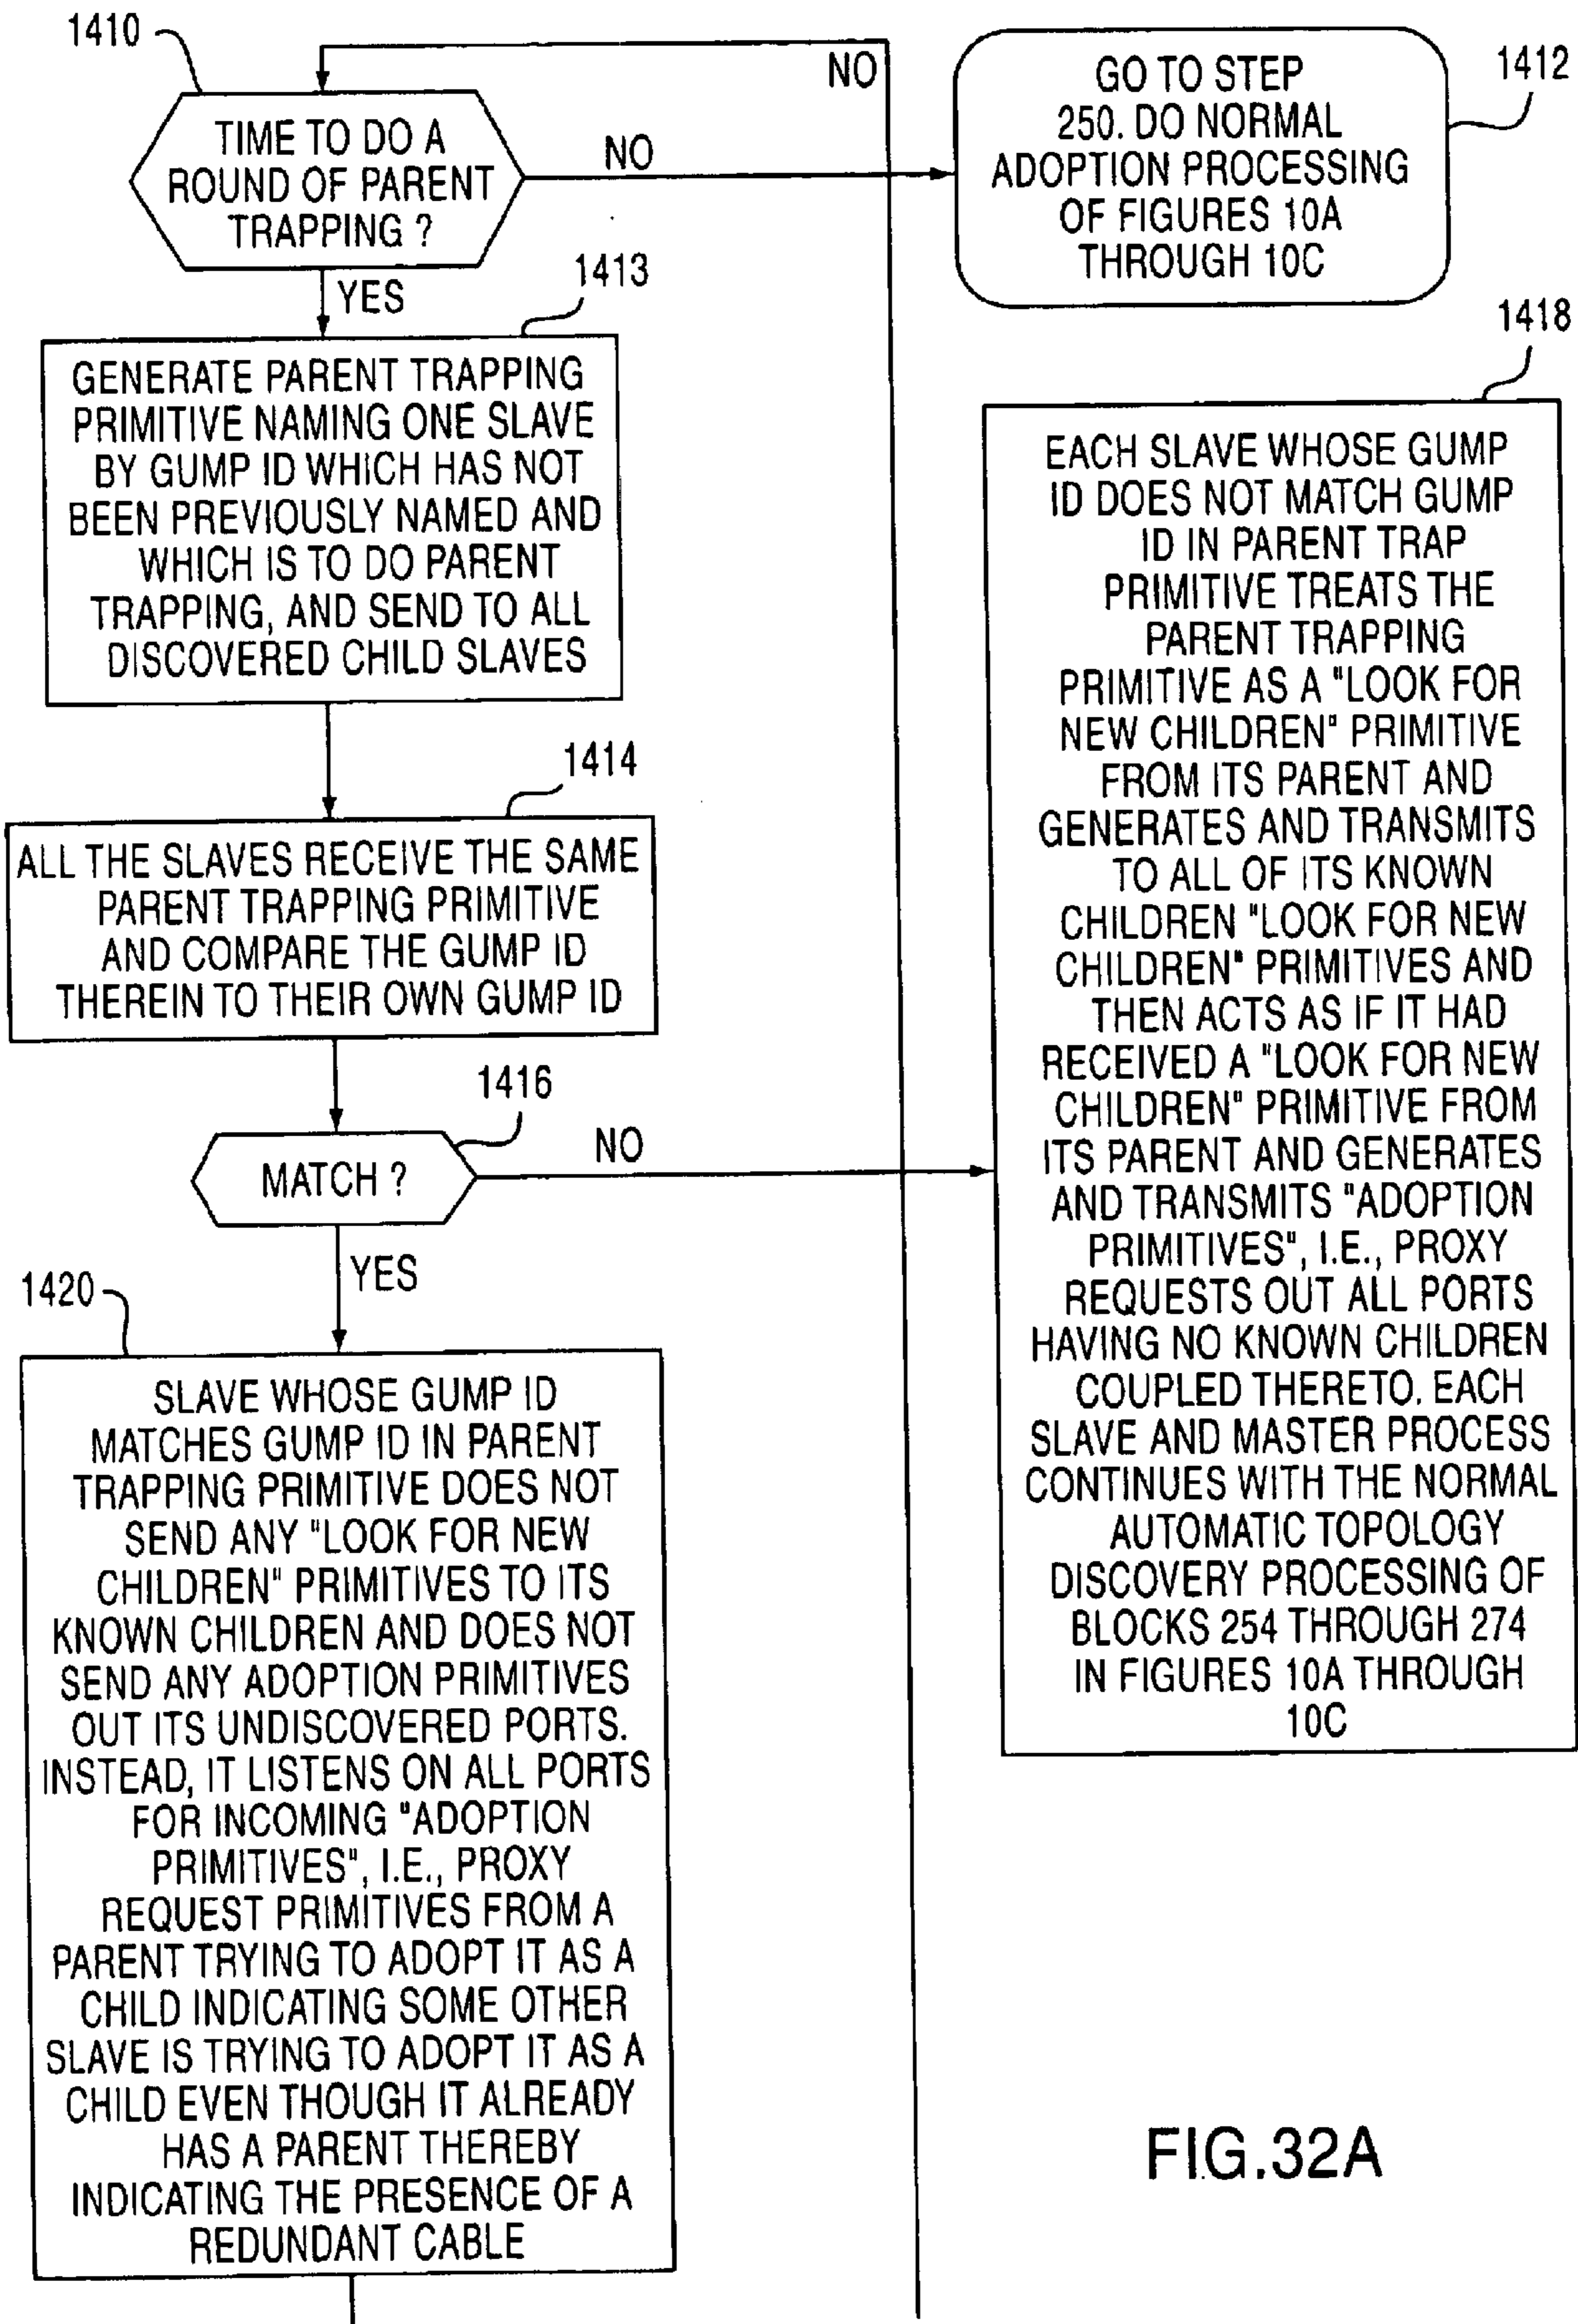 1410
TIME TO DO A
ROUND OF PARENT
TRAPPING ?
NO
NO
GO TO STEP
250. DO NORMAL
ADOPTION PROCESSING
OF FIGURES 10A
THROUGH 10C
1412
YES
1413
GENERATE PARENT TRAPPING
PRIMITIVE NAMING ONE SLAVE
BY GUMP ID WHICH HAS NOT
BEEN PREVIOUSLY NAMED AND
WHICH IS TO DO PARENT
TRAPPING, AND SEND TO ALL
DISCOVERED CHILD SLAVES
1414
ALL THE SLAVES RECEIVE THE SAME
PARENT TRAPPING PRIMITIVE
AND COMPARE THE GUMP ID
THEREIN TO THEIR OWN GUMP ID
1416
MATCH ?
NO
1418
EACH SLAVE WHOSE GUMP
ID DOES NOT MATCH GUMP
ID IN PARENT TRAP
PRIMITIVE TREATS THE
PARENT TRAPPING
PRIMITIVE AS A "LOOK FOR
NEW CHILDREN" PRIMITIVE
FROM ITS PARENT AND
GENERATES AND TRANSMITS
TO ALL OF ITS KNOWN
CHILDREN "LOOK FOR NEW
CHILDREN" PRIMITIVES AND
THEN ACTS AS IF IT HAD
RECEIVED A "LOOK FOR NEW
CHILDREN" PRIMITIVE FROM
ITS PARENT AND GENERATES
AND TRANSMITS "ADOPTION
PRIMITIVES", I.E., PROXY
REQUESTS OUT ALL PORTS
HAVING NO KNOWN CHILDREN
COUPLED THERETO. EACH
SLAVE AND MASTER PROCESS
CONTINUES WITH THE NORMAL
AUTOMATIC TOPOLOGY
DISCOVERY PROCESSING OF
BLOCKS 254 THROUGH 274
IN FIGURES 10A THROUGH
10C
YES
1420
SLAVE WHOSE GUMP ID
MATCHES GUMP ID IN PARENT
TRAPPING PRIMITIVE DOES NOT
SEND ANY "LOOK FOR NEW
CHILDREN" PRIMITIVES TO ITS
KNOWN CHILDREN AND DOES NOT
SEND ANY ADOPTION PRIMITIVES
OUT ITS UNDISCOVERED PORTS.
INSTEAD, IT LISTENS ON ALL PORTS
FOR INCOMING "ADOPTION
PRIMITIVES", I.E., PROXY
REQUEST PRIMITIVES FROM A
PARENT TRYING TO ADOPT IT AS A
CHILD INDICATING SOME OTHER
SLAVE IS TRYING TO ADOPT IT AS A
CHILD EVEN THOUGH IT ALREADY
HAS A PARENT THEREBY
INDICATING THE PRESENCE OF A
REDUNDANT CABLE
FIG.32A